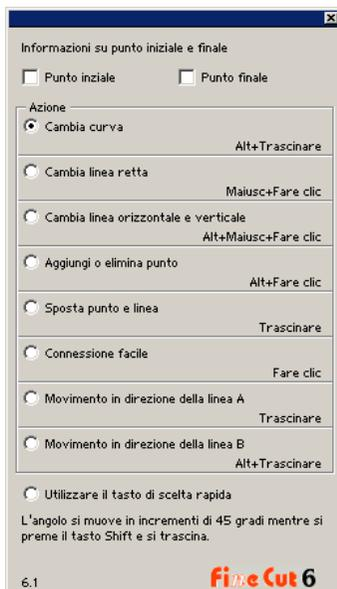 Informazioni su punto iniziale e finale
Punto inziale
Punto finale
Azione
Cambia curva
Alt+Trascinare
Cambia linea retta
Maiusc+Fare clic
Cambia linea orizzontale e verticale
Alt+Maiusc+Fare clic
Aggiungi o elimina punto
Alt+Fare clic
Sposta punto e linea
Trascinare
Connessione facile
Fare clic
Movimento in direzione della linea A
Trascinare
Movimento in direzione della linea B
Alt+Trascinare
Utilizzare il tasto di scelta rapida
L'angolo si muove in incrementi di 45 gradi mentre si
preme il tasto Shift e si trascina.
6.1
Fine Cut 6